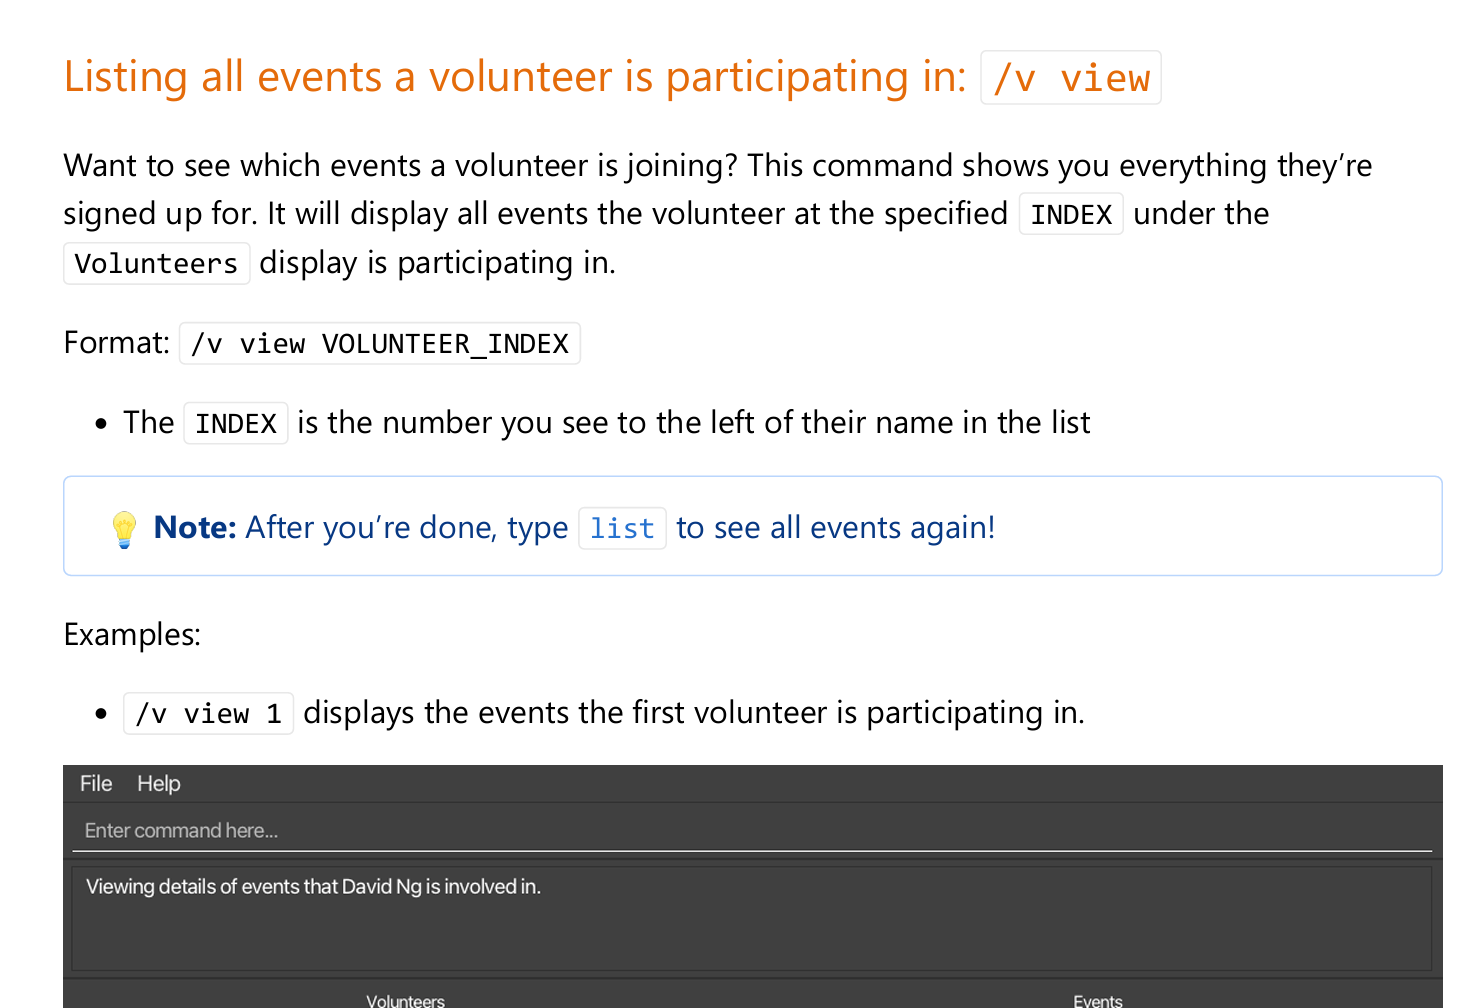 Listing all events a volunteer is participating in: /v view
Want to see which events a volunteer is joining? This command shows you everything they’re
signed up for. It will display all events the volunteer at the specified INDEX under the
Volunteers display is participating in.
Format: /v view VOLUNTEER_INDEX
• The INDEX is the number you see to the left of their name in the list
💡 Note: After you’re done, type list to see all events again!
Examples:
• /v view 1 displays the events the first volunteer is participating in.
File Help
Enter command here...
Viewing details of events that David Ng is involved in.
Volunteers Events